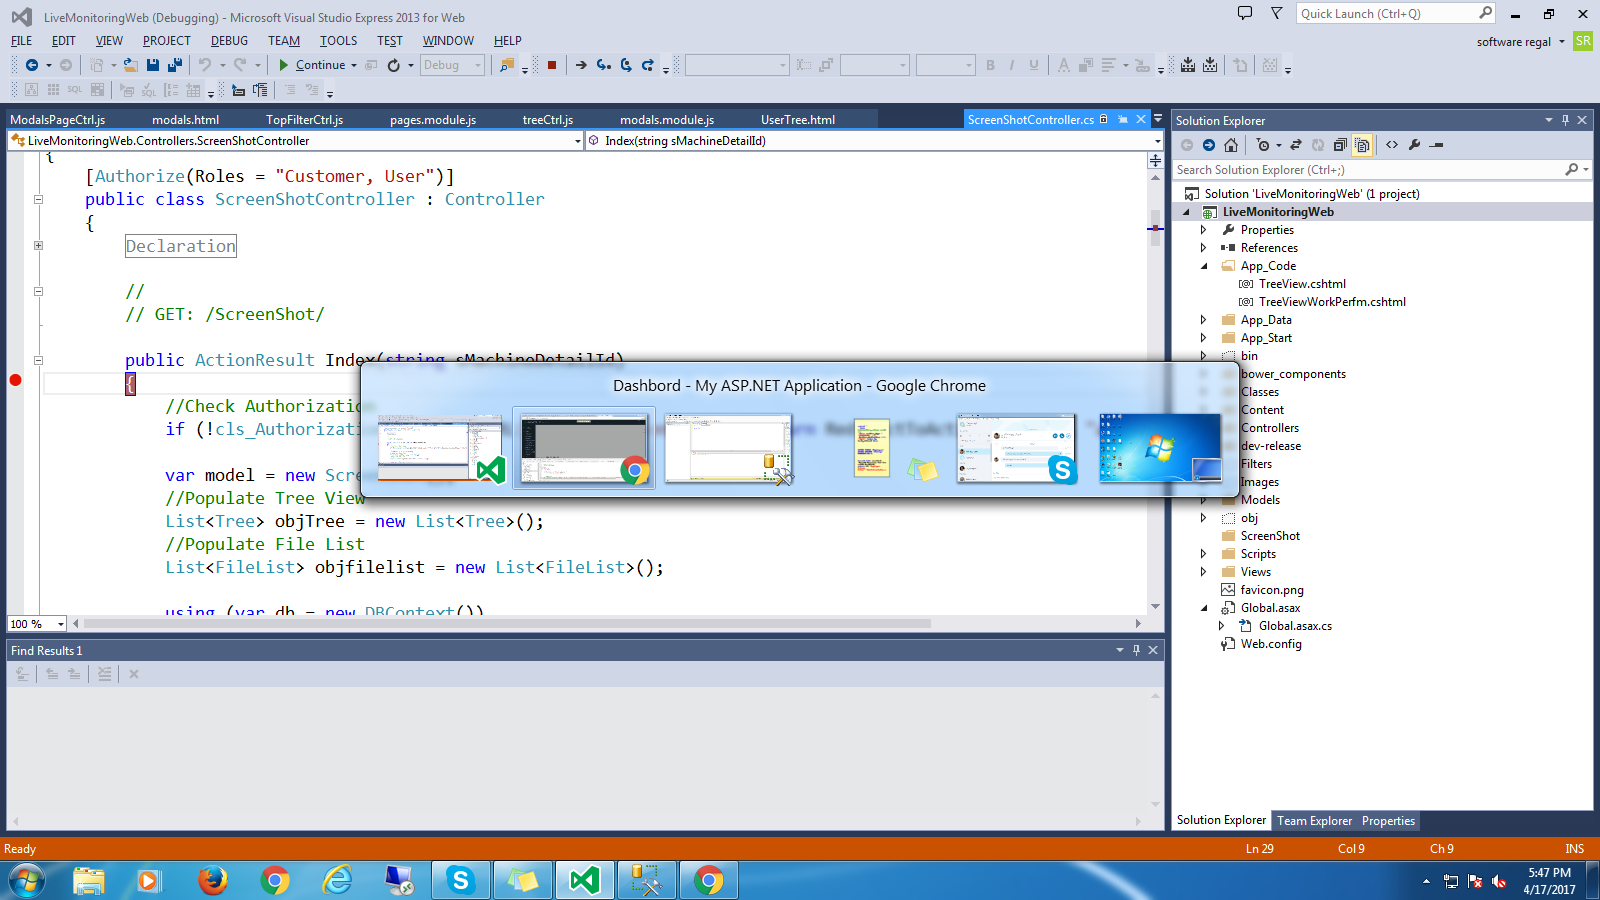 LiveMonitoringWeb (Debugging) - Microsoft Visual Studio Express 2013 for Web
Quick Launch (Ctrl+Q)
FILE EDIT VIEW PROJECT DEBUG TEAM TOOLS TEST WINDOW HELP
software regal SR
Continue Debug
SQL
ModalsPageCtrl.js modals.html TopFilterCtrl.js pages.module.js treeCtrl.js modals.module.js UserTree.html ScreenShotController.cs
LiveMonitoringWeb.Controllers.ScreenShotController Index(string sMachineDetailId)
{
[Authorize(Roles = "Customer, User")]
public class ScreenShotController : Controller
{
Declaration
//
// GET: /ScreenShot/
public ActionResult Index(string sMachineDetailId)
{
//Check Authorization
if (!cls_Authorizati
var model = new Scre
//Populate Tree View
List<Tree> objTree = new List<Tree>();
//Populate File List
List<FileList> objfilelist = new List<FileList>();
using (var db = new DBContext())
100 %
Dashbord - My ASP.NET Application - Google Chrome
Find Results 1
Solution Explorer
Search Solution Explorer (Ctrl+;)
Solution 'LiveMonitoringWeb' (1 project)
LiveMonitoringWeb
Properties
References
App_Code
TreeView.cshtml
TreeViewWorkPerfm.cshtml
App_Data
App_Start
bin
bower_components
Classes
Content
Controllers
dev-release
Filters
Images
Models
obj
ScreenShot
Scripts
Views
favicon.png
Global.asax
Global.asax.cs
Web.config
Solution Explorer Team Explorer Properties
Ready Ln 29 Col 9 Ch 9 INS
5:47 PM
4/17/2017